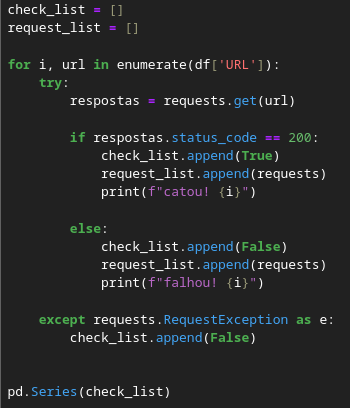 check_list = []
request_list = []
for i, url in enumerate(df['URL']):
try:
respostas = requests.get(url)
if respostas.status_code == 200:
check_list.append(True)
request_list.append(requests)
print(f"catou! {i}")
else:
check_list.append(False)
request_list.append(requests)
print(f"falhou! {i}")
except requests.RequestException as e:
check_list.append(False)
pd.Series(check_list)